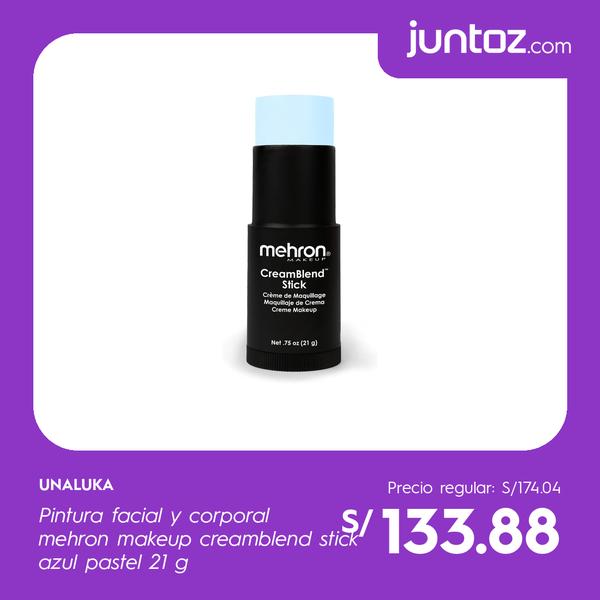 juntoz.com
mehron®
MAKEUP
CreamBlend™
Stick
Crème de Maquillage
Maquillaje de Crema
Creme Makeup
Net .75 oz (21 g)
UNALUKA
Pintura facial y corporal
mehron makeup creamblend stick
azul pastel 21 g
Precio regular: S/174.04
S/ 133.88